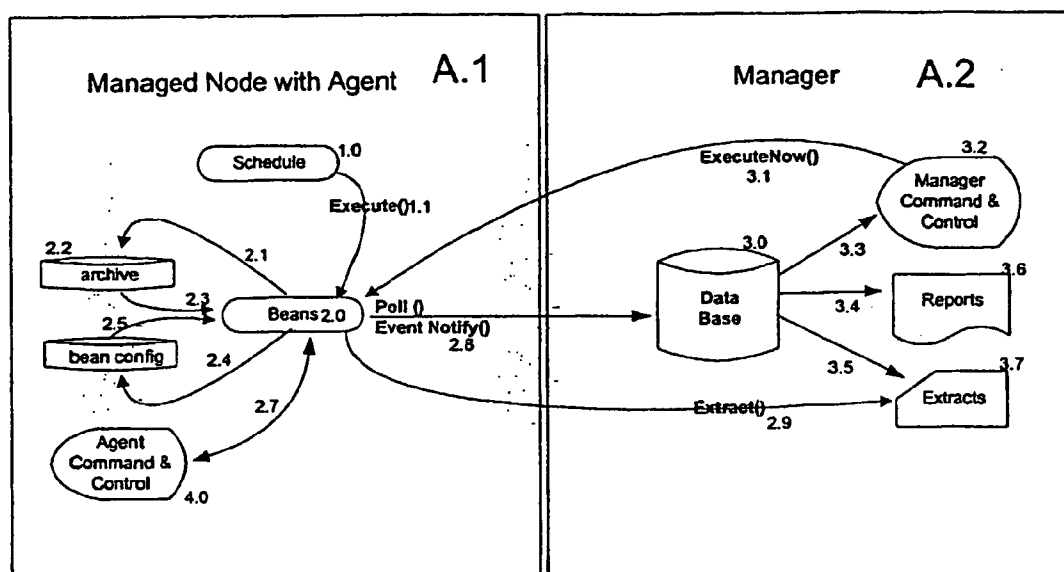 Managed Node with Agent A.1
Schedule 1.0
Execute() 1.1
2.2
archive
2.1
2.3
2.5
bean config
Beans 2.0
2.4
2.7
Agent
Command &
Control
4.0
Poll ()
Event Notify()
2.8
Manager A.2
ExecuteNow()
3.1
3.2
Manager
Command &
Control
3.0
Data
Base
3.3
3.4
3.6
Reports
3.5
3.7
Extracts
Extract()
2.9